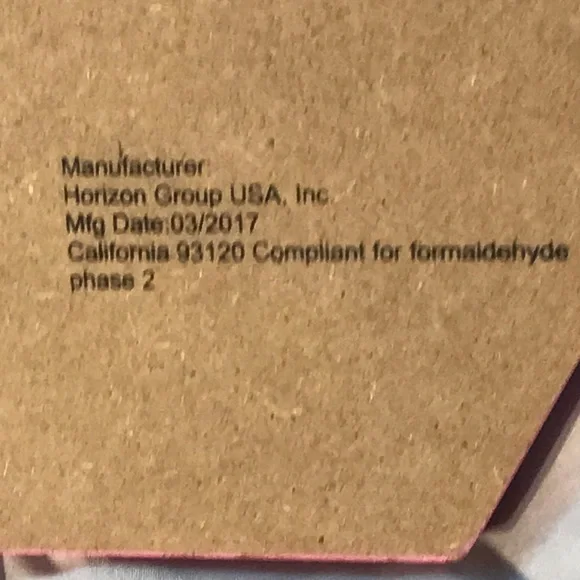 Manufacturer:
Horizon Group USA, Inc.
Mfg Date:03/2017
California 93120 Compliant for formaldehyde
phase 2